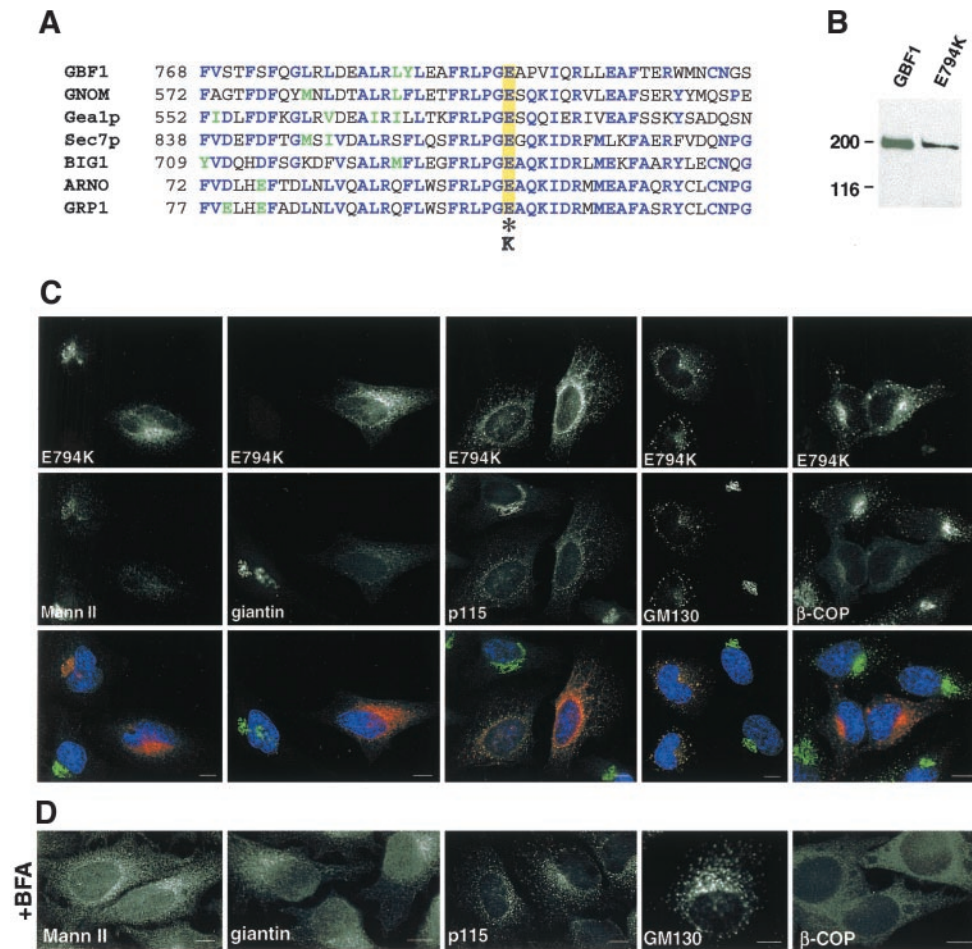 A
B
GBF1 768 FVSTFSFQGLRLDEALRLYLEAFRLPGEAPVIQRLLEAFTERWMNCNGS
GNOM 572 FAGTFDFQYMNLDTALRLFLETFRLPGESQKIQRVLEAFSERYYMQSPE
Gea1p 552 FIDLFDFKGLRVDEAIRILLTKFRLPGESQQIERIVEAFSSKYSADQSN
Sec7p 838 FVDEFDFTGMSIVDALRSFLQSFRLPGEGQKIDRFMLKFAERFVDQNPG
BIG1 709 YVDQHDFSGKDFVSALRMFLEGFRLPGEAQKIDRLMEKFAARYLECNQG
ARNO 72 FVDLHEFTDLNLVQALRQFLWSFRLPGEAQKIDRMMEAFAQRYCLCNPG
GRP1 77 FVELHEFADLNLVQALRQFLWSFRLPGEAQKIDRMMEAFASRYCLCNPG
*
K
GBF1 E794K
200
116
C
E794K E794K E794K E794K E794K
Mann II giantin p115 GM130 β-COP
D
+BFA
Mann II giantin p115 GM130 β-COP